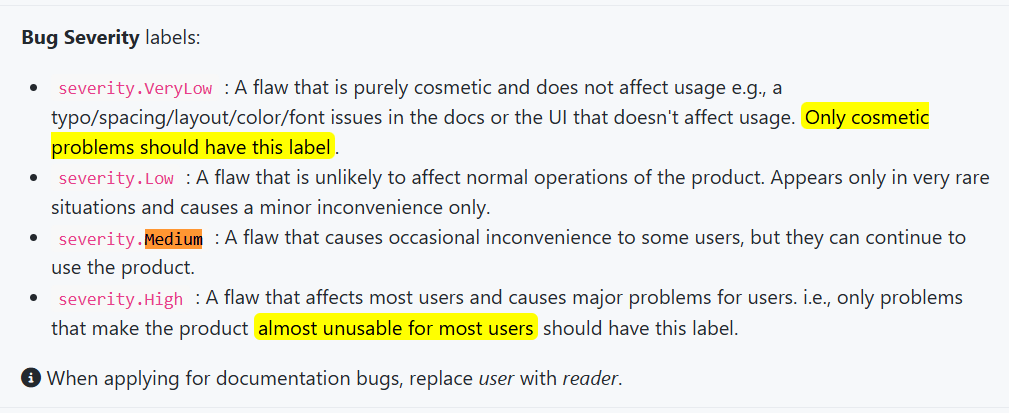 Bug Severity labels:
• severity.VeryLow : A flaw that is purely cosmetic and does not affect usage e.g., a
typo/spacing/layout/color/font issues in the docs or the UI that doesn't affect usage. Only cosmetic
problems should have this label.
• severity.Low : A flaw that is unlikely to affect normal operations of the product. Appears only in very rare
situations and causes a minor inconvenience only.
• severity.Medium : A flaw that causes occasional inconvenience to some users, but they can continue to
use the product.
• severity.High : A flaw that affects most users and causes major problems for users. i.e., only problems
that make the product almost unusable for most users should have this label.
When applying for documentation bugs, replace user with reader.